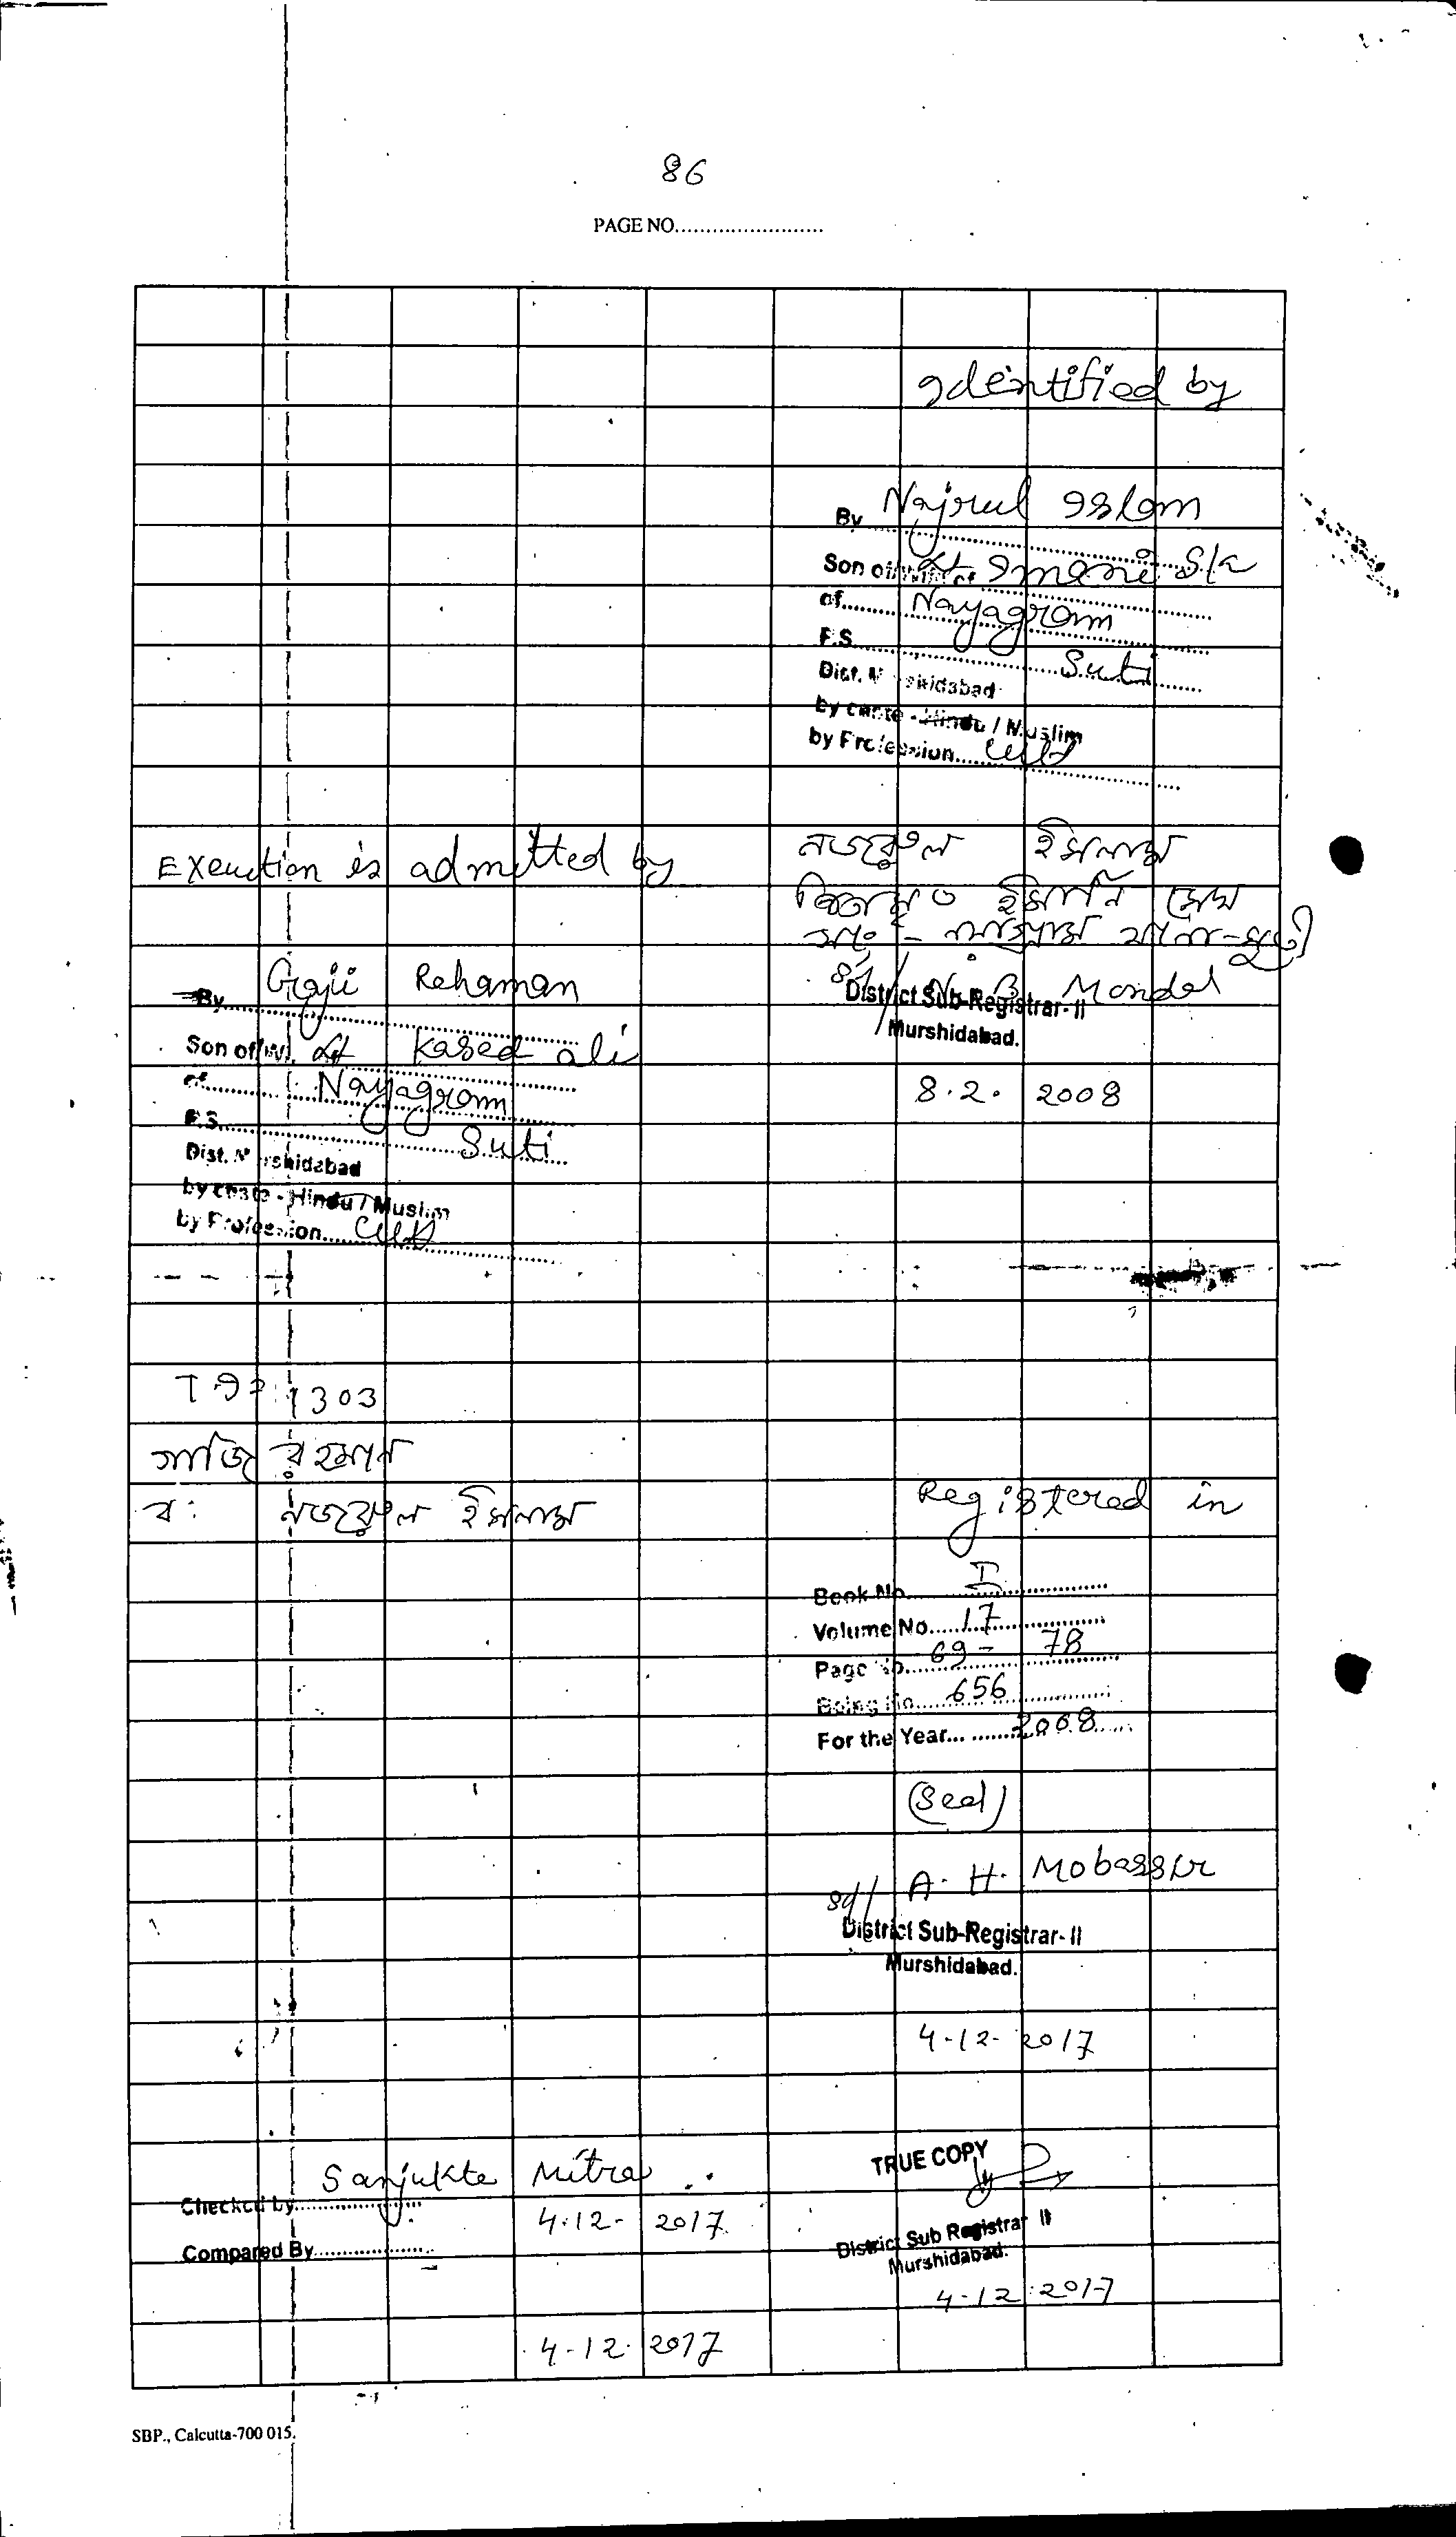 86
PAGE NO........................
Identified by
By Najrul Islam
Son of/Wife of Lt Imani Sk
of Nayagram
P.S. Suti
Dist. Murshidabad
by caste - Hindu / Muslim
by Profession Cult
Execution is admitted by
নজরুল ইসলাম
পিতা মৃত ইমানি সেখ
সাং - নয়াগ্রাম থানা - সুতী
By Gaji Rehaman
Son of/W. Lt Kased ali
of Nayagram
P.S. Suti
Dist. Murshidabad
by caste - Hindu / Muslim
by Profession Cult
Sd/ N. B. Mondal
District Sub-Registrar-II
Murshidabad.
8.2. 2008
1303
গাজি রহমান
ব: নজরুল ইসলাম
Registered in
Book No. I
Volume No. 17
Page No. 69 - 78
Being No. 656
For the Year... 2008
(Seal)
Sd/ A. H. Mobassir
District Sub-Registrar-II
Murshidabad.
4-12-2017
Checked by Sanjukta Mitra
4.12-2017
Compared By
4-12.2017
TRUE COPY
District Sub Registrar II
Murshidabad.
4-12.2017
SBP., Calcutta-700 015.